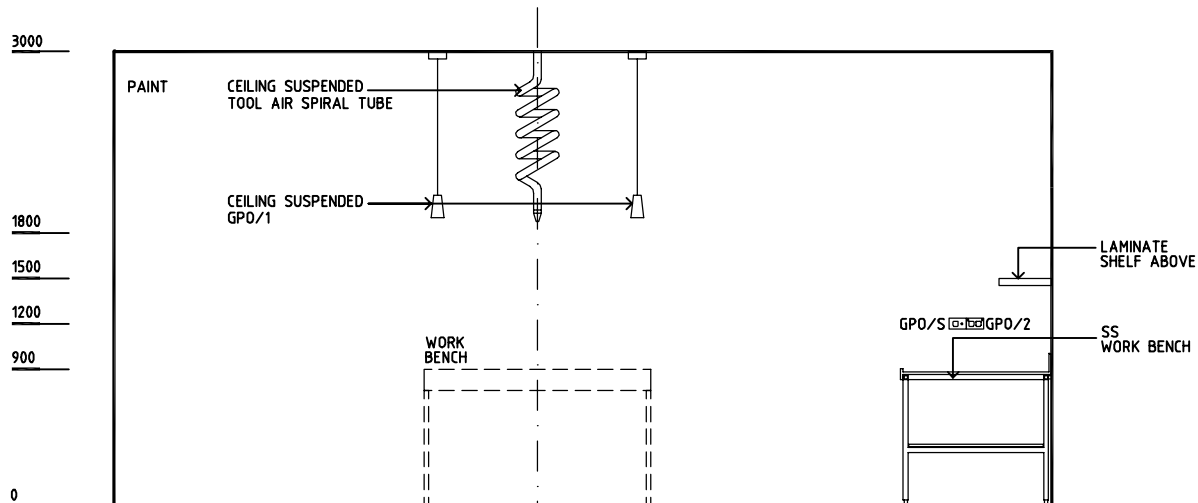 3000
PAINT
CEILING SUSPENDED
TOOL AIR SPIRAL TUBE
CEILING SUSPENDED
GPO/1
1800
LAMINATE
SHELF ABOVE
1500
1200
GPO/S
GPO/2
SS
WORK BENCH
WORK
BENCH
900
0